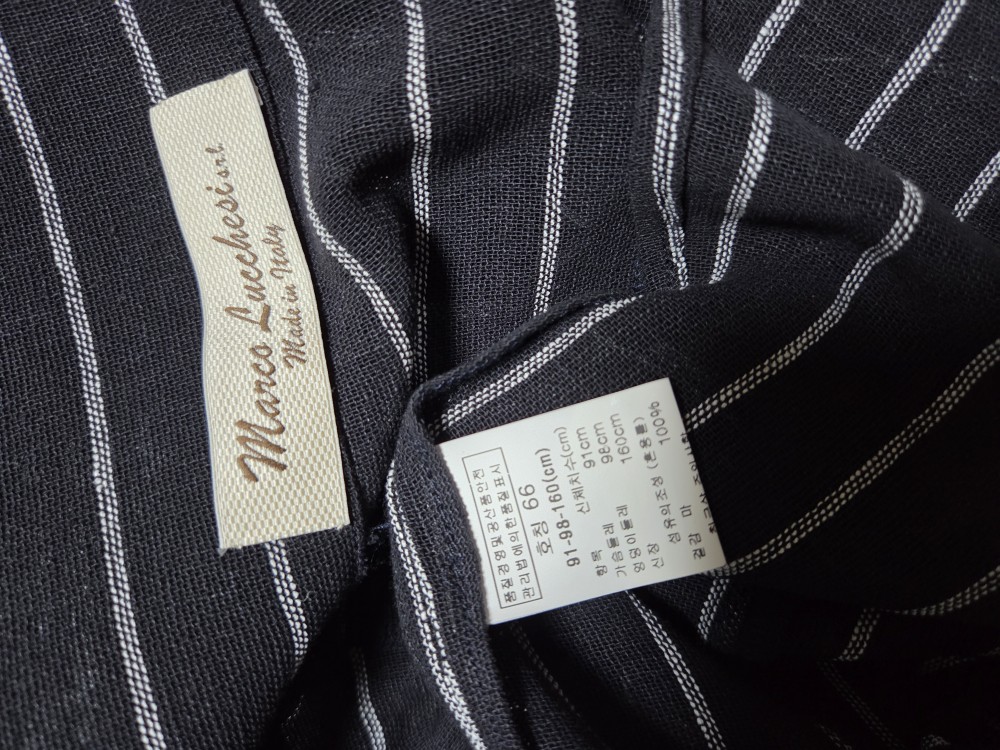 Marco Lucchesi s.r.l
Made in Italy
품질경영및공산품안전
관리법에의한품질표시
호칭 66
91-98-160(cm)
항목 신체치수(cm)
가슴둘레 91cm
엉덩이둘레 98cm
신장 160cm
섬유의조성 (혼용률)
겉감 마 100%